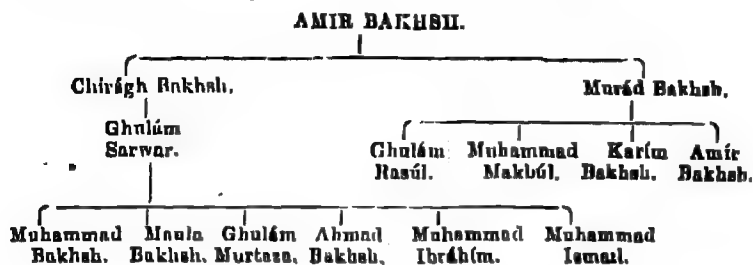 AMIR BAKHSH.
Chirágh Bakhsh. Murád Bakhsh.
Ghulám
Sarwar.
Ghulám Muhammad Karím Amír
Rasúl. Makbúl. Bakhsh. Bakhsh.
Muhammad Maula Ghulám Ahmad Muhammad Muhammad
Bakhsh. Bakhsh. Murtaza. Bakhsh. Ibráhím. Ismail.